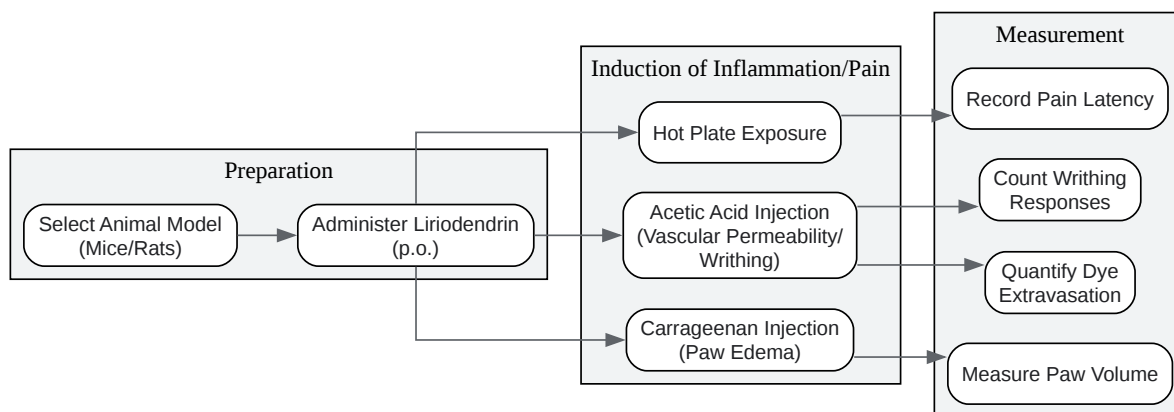 Preparation
Select Animal Model
(Mice/Rats)
Administer Liriodendrin
(p.o.)
Induction of Inflammation/Pain
Hot Plate Exposure
Acetic Acid Injection
(Vascular Permeability/
Writhing)
Carrageenan Injection
(Paw Edema)
Measurement
Record Pain Latency
Count Writhing
Responses
Quantify Dye
Extravasation
Measure Paw Volume